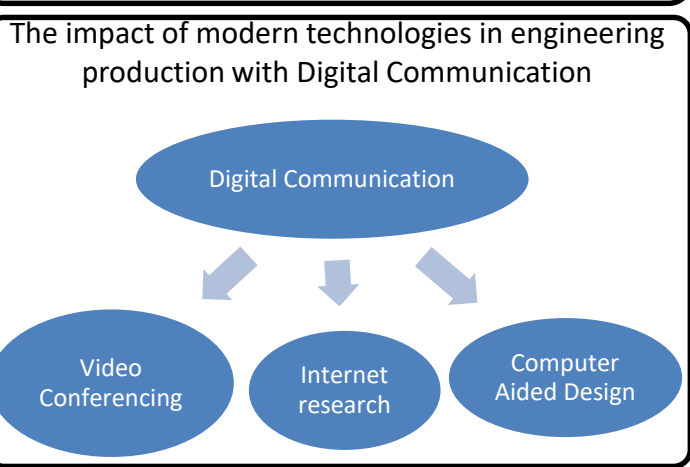 The impact of modern technologies in engineering
production with Digital Communication
Digital Communication
Video
Conferencing
Internet
research
Computer
Aided Design